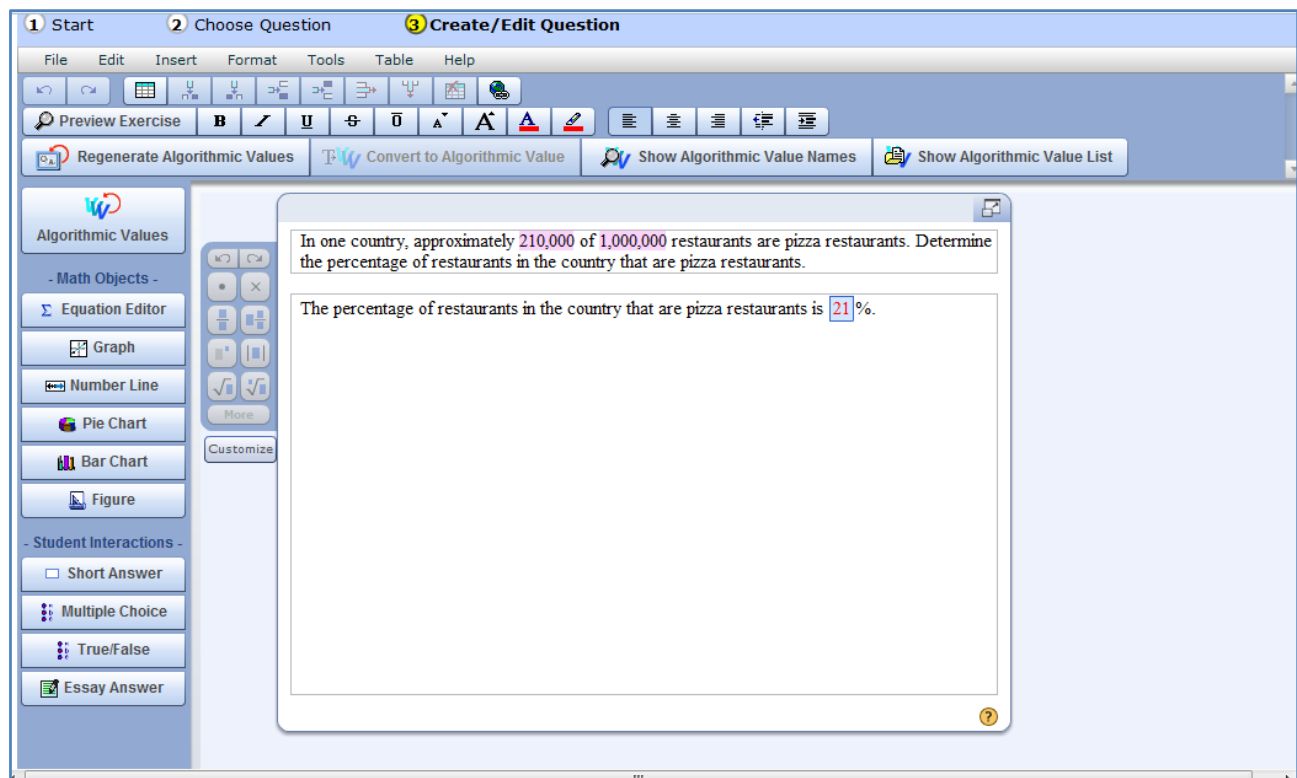 1 Start 2 Choose Question 3 Create/Edit Question
File Edit Insert Format Tools Table Help
Preview Exercise B I U S O A A A
Regenerate Algorithmic Values Convert to Algorithmic Value Show Algorithmic Value Names Show Algorithmic Value List
Algorithmic Values
- Math Objects -
Σ Equation Editor
Graph
Number Line
Pie Chart
Bar Chart
Figure
- Student Interactions -
Short Answer
Multiple Choice
True/False
Essay Answer
More
Customize
In one country, approximately 210,000 of 1,000,000 restaurants are pizza restaurants. Determine
the percentage of restaurants in the country that are pizza restaurants.
The percentage of restaurants in the country that are pizza restaurants is 21 %.
?